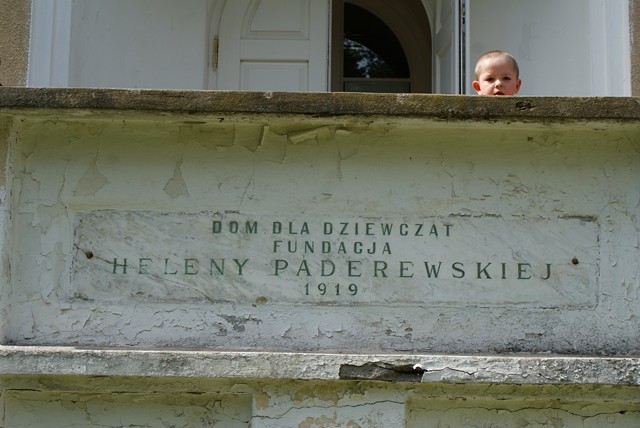 DOM DLA DZIEWCZĄT
FUNDACJA
HELENY PADEREWSKIEJ
1919